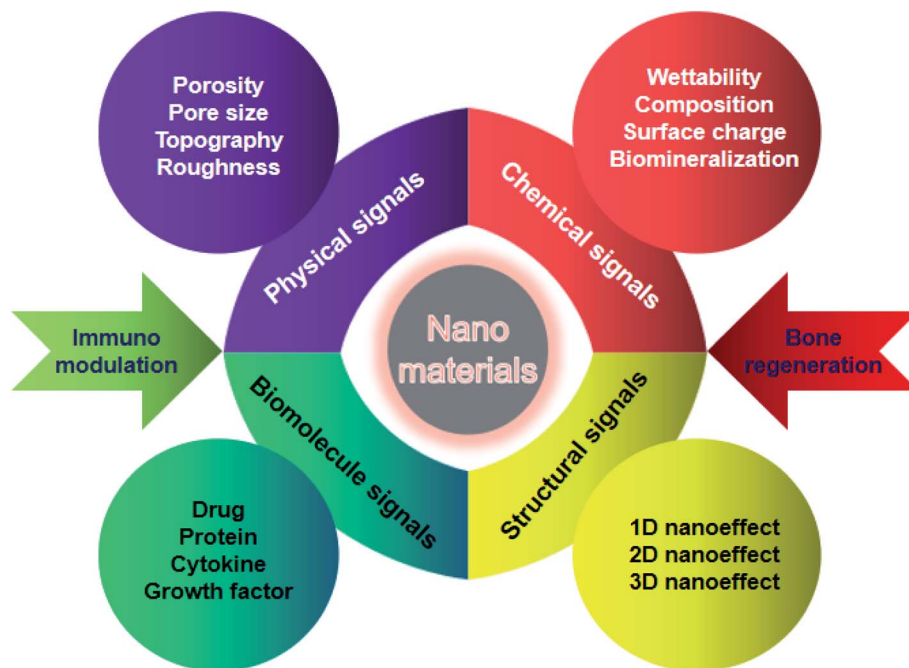 Porosity
Pore size
Topography
Roughness
Wettability
Composition
Surface charge
Biomineralization
Physical signals
Chemical signals
Immuno
modulation
Nano
materials
Bone
regeneration
Biomolecule signals
Structural signals
Drug
Protein
Cytokine
Growth factor
1D nanoeffect
2D nanoeffect
3D nanoeffect